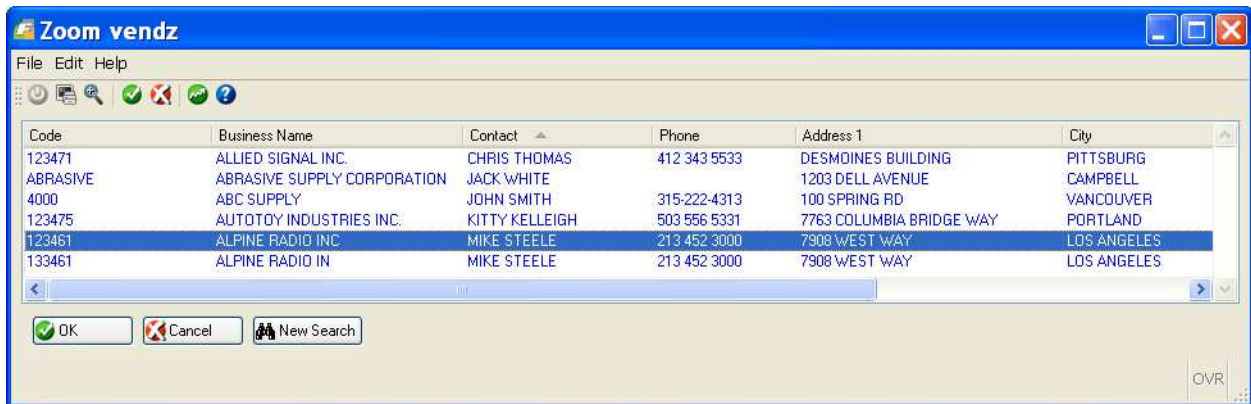 Zoom vendz
File Edit Help
Code Business Name Contact Phone Address 1 City
123471 ALLIED SIGNAL INC. CHRIS THOMAS 412 343 5533 DESMOINES BUILDING PITTSBURG
ABRASIVE ABRASIVE SUPPLY CORPORATION JACK WHITE 1203 DELL AVENUE CAMPBELL
4000 ABC SUPPLY JOHN SMITH 315-222-4313 100 SPRING RD VANCOUVER
123475 AUTOTOY INDUSTRIES INC. KITTY KELLEIGH 503 556 5331 7763 COLUMBIA BRIDGE WAY PORTLAND
123461 ALPINE RADIO INC MIKE STEELE 213 452 3000 7908 WEST WAY LOS ANGELES
133461 ALPINE RADIO IN MIKE STEELE 213 452 3000 7908 WEST WAY LOS ANGELES
OK Cancel New Search
OVR